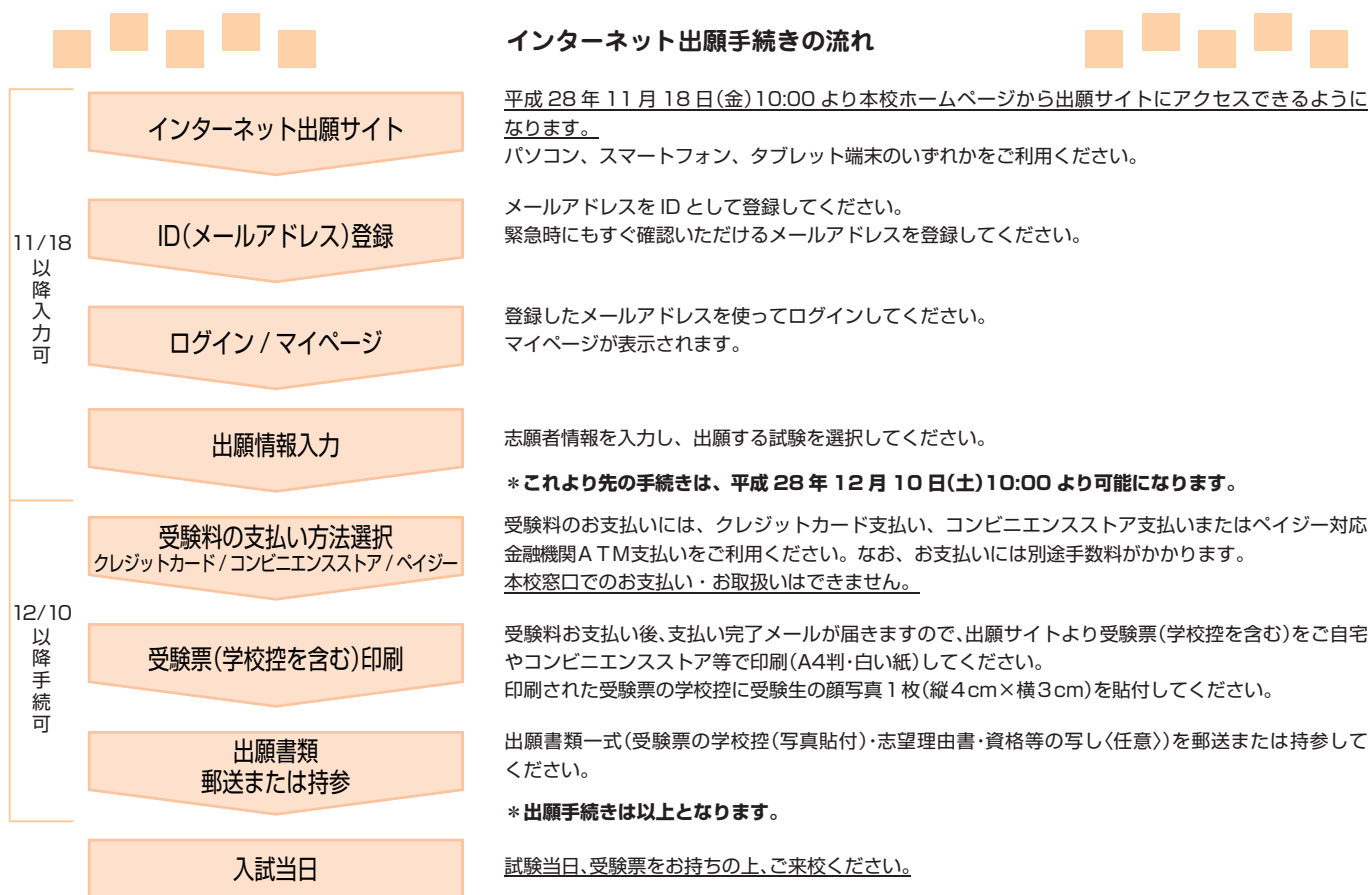 インターネット出願手続きの流れ
11/18以降入力可
インターネット出願サイト
平成 28 年 11 月 18 日(金)10:00 より本校ホームページから出願サイトにアクセスできるように
なります。
パソコン、スマートフォン、タブレット端末のいずれかをご利用ください。
ID(メールアドレス)登録
メールアドレスを ID として登録してください。
緊急時にもすぐ確認いただけるメールアドレスを登録してください。
ログイン / マイページ
登録したメールアドレスを使ってログインしてください。
マイページが表示されます。
出願情報入力
志願者情報を入力し、出願する試験を選択してください。
＊これより先の手続きは、平成 28 年 12 月 10 日(土)10:00 より可能になります。
12/10以降手続可
受験料の支払い方法選択
クレジットカード / コンビニエンスストア / ペイジー
受験料のお支払いには、クレジットカード支払い、コンビニエンスストア支払いまたはペイジー対応
金融機関ＡＴＭ支払いをご利用ください。なお、お支払いには別途手数料がかかります。
本校窓口でのお支払い・お取扱いはできません。
受験票(学校控を含む)印刷
受験料お支払い後、支払い完了メールが届きますので、出願サイトより受験票(学校控を含む)をご自宅
やコンビニエンスストア等で印刷(A4判・白い紙)してください。
印刷された受験票の学校控に受験生の顔写真１枚(縦４cm×横３cm)を貼付してください。
出願書類
郵送または持参
出願書類一式(受験票の学校控(写真貼付)・志望理由書・資格等の写し〈任意〉)を郵送または持参して
ください。
＊出願手続きは以上となります。
入試当日
試験当日、受験票をお持ちの上、ご来校ください。